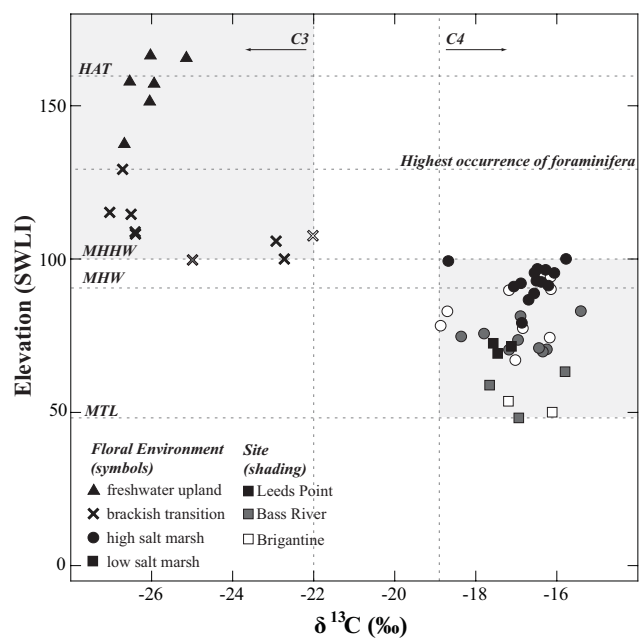 C3
C4
HAT
150
Highest occurrence of foraminifera
MHHW
100
MHW
Elevation (SWLI)
50
MTL
Floral Environment
(symbols)
freshwater upland
brackish transition
high salt marsh
low salt marsh
Site
(shading)
Leeds Point
Bass River
Brigantine
0
-26
-24
-22
-20
-18
-16
δ ¹³C (‰)